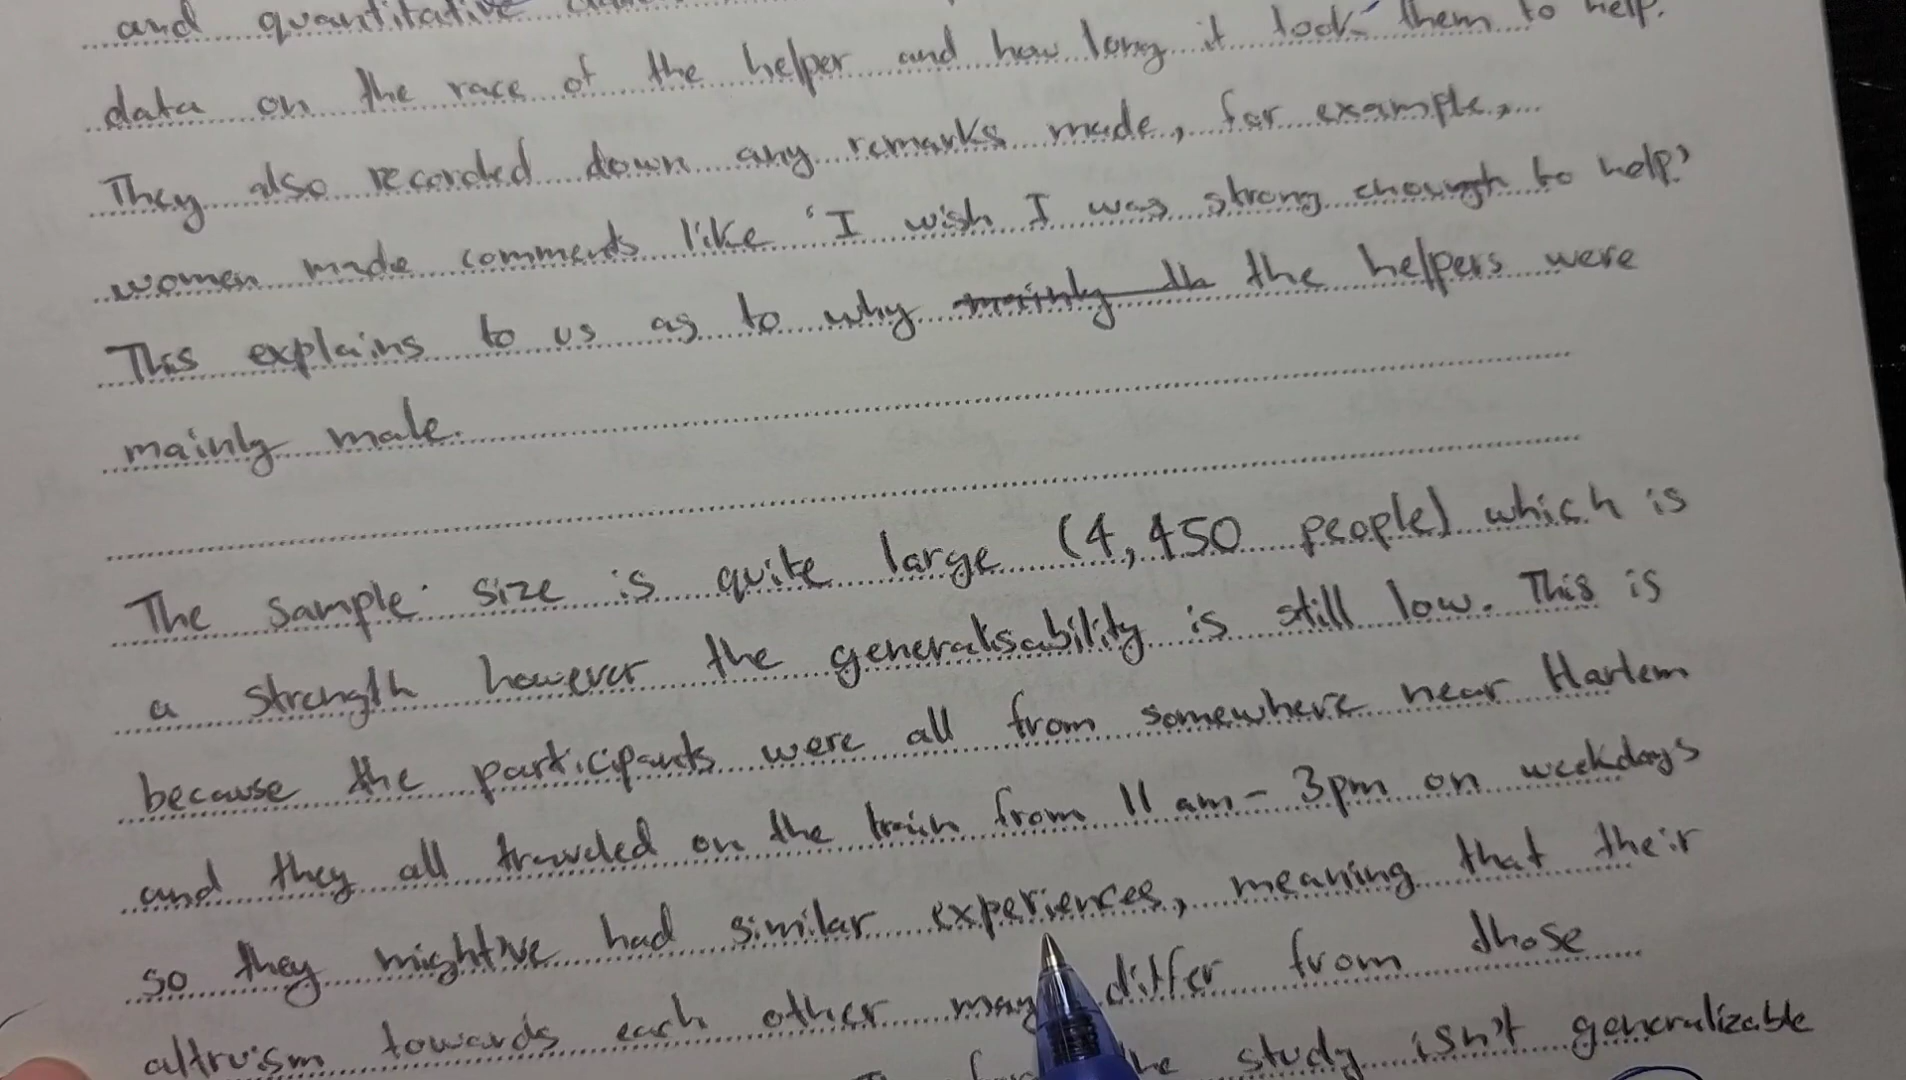 and quantitative
data on the race of the helper and how long it took them to help.
They also recorded down any remarks made, for example,
women made comments like 'I wish I was strong enough to help'
This explains to us as to why mainly th the helpers were
mainly male.
The sample size is quite large (4,450 people) which is
a strength however the generalisability is still low. This is
because the participants were all from somewhere near Harlem
and they all traveled on the train from 11 am - 3pm on weekdays
so they might've had similar experiences, meaning that their
altruism towards each other may differ from those
study isn't generalizable